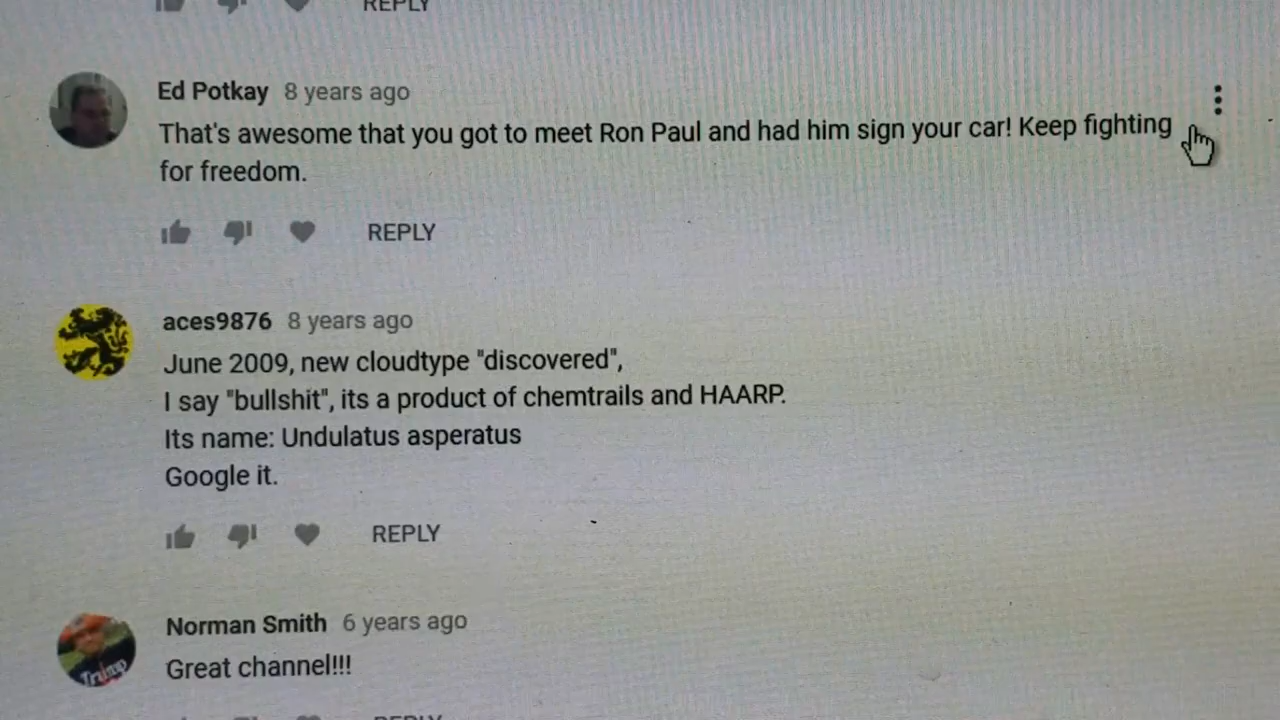 REPLY
Ed Potkay 8 years ago
That's awesome that you got to meet Ron Paul and had him sign your car! Keep fighting
for freedom.
REPLY
aces9876 8 years ago
June 2009, new cloudtype "discovered",
I say "bullshit", its a product of chemtrails and HAARP.
Its name: Undulatus asperatus
Google it.
REPLY
Norman Smith 6 years ago
Great channel!!!
Trump
REPLY